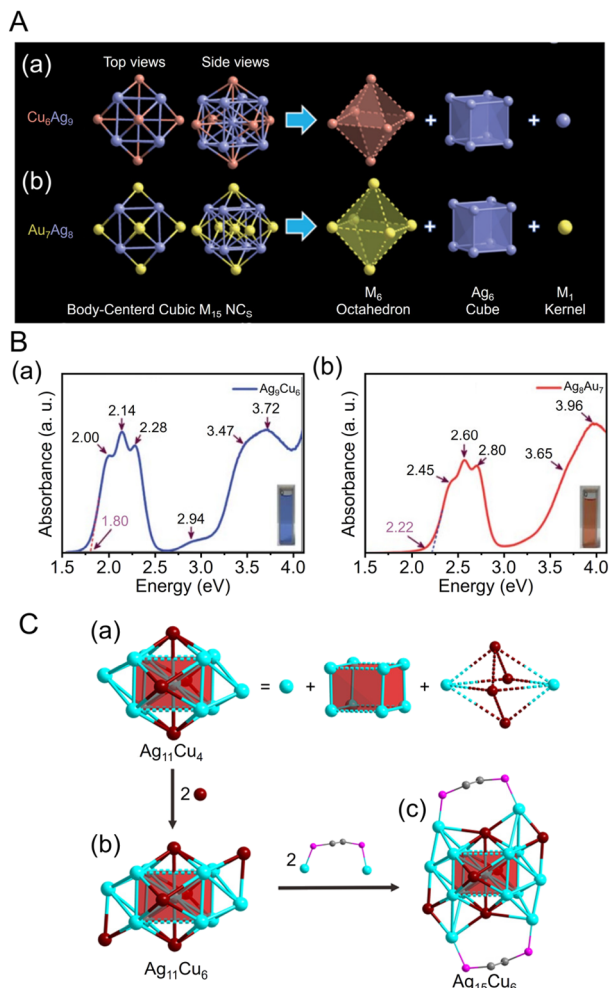 A
(a)
Top views
Side views
Cu6Ag9
+
+
(b)
Au7Ag8
+
+
Body-Centerd Cubic M15 NCS
M6
Octahedron
Ag6
Cube
M1
Kernel
B
(a)
Absorbance (a. u.)
Ag9Cu6
2.00
2.14
2.28
2.94
3.47
3.72
1.80
1.5 2.0 2.5 3.0 3.5 4.0
Energy (eV)
(b)
Absorbance (a. u.)
Ag8Au7
2.45
2.60
2.80
3.65
3.96
2.22
1.5 2.0 2.5 3.0 3.5 4.0
Energy (eV)
C
(a)
=
+
+
Ag11Cu4
2
(b)
Ag11Cu6
2
(c)
Ag15Cu6